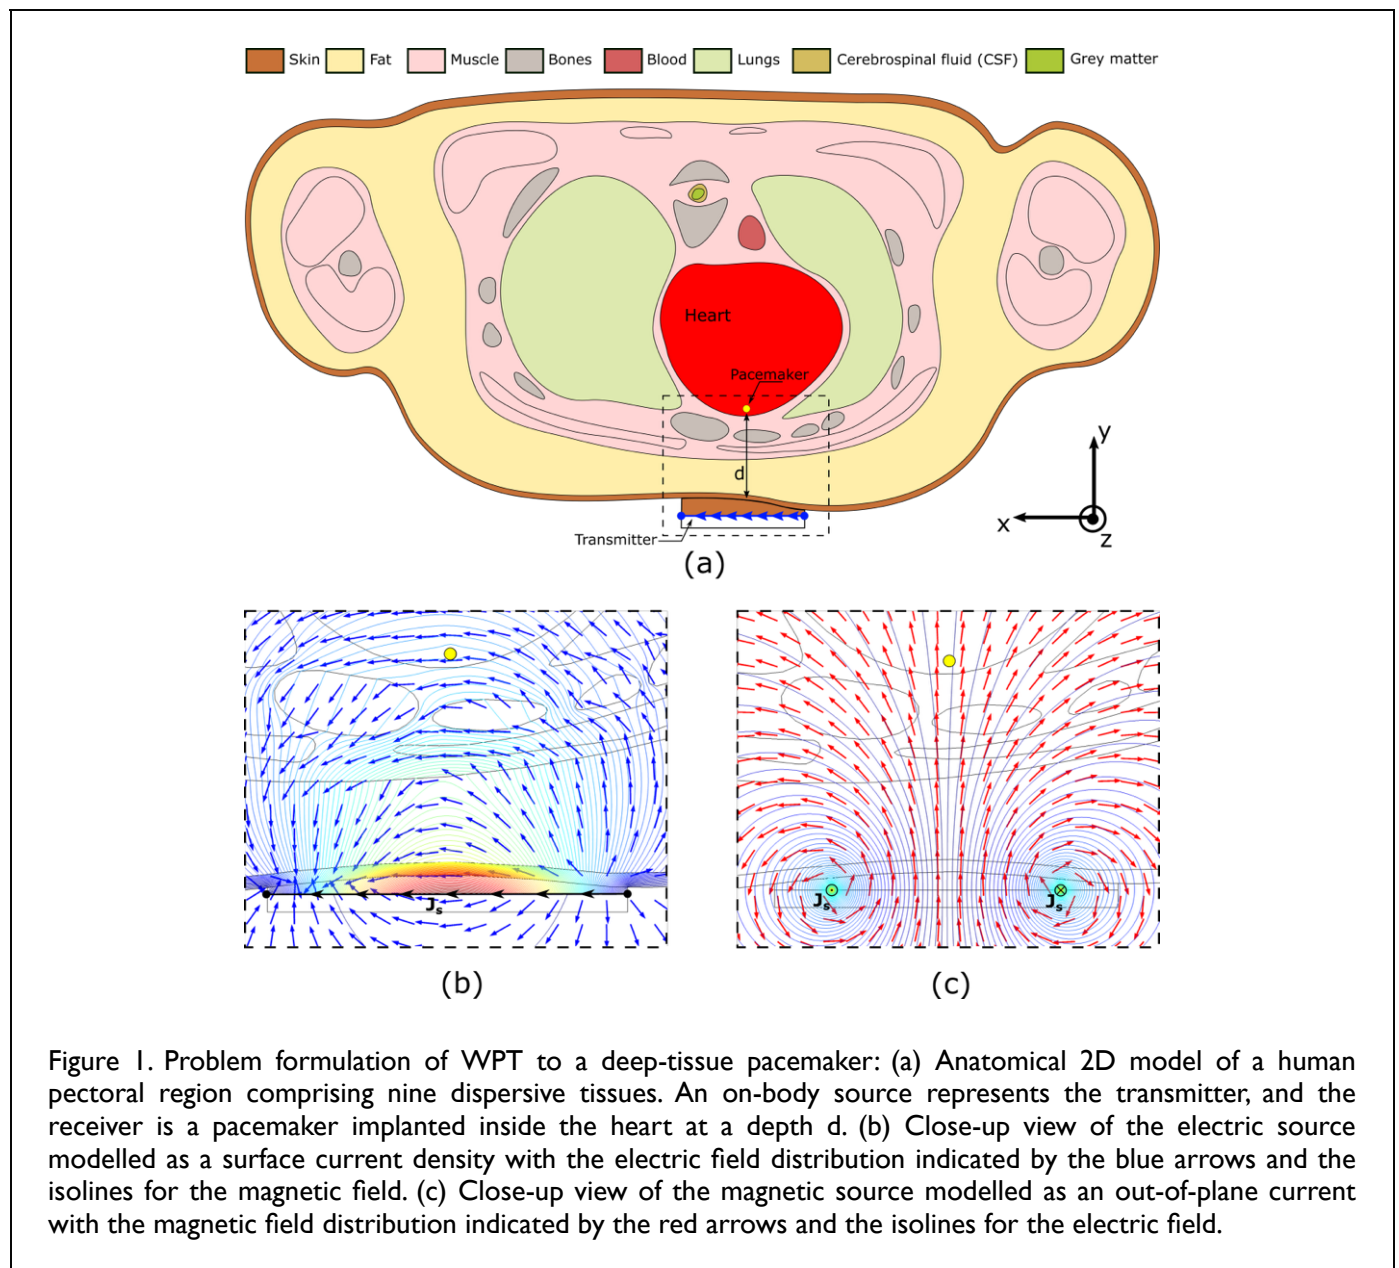 Skin Fat Muscle Bones Blood Lungs Cerebrospinal fluid (CSF) Grey matter
Heart
Pacemaker
d
Transmitter
y
x
z
(a)
J_s
J_s J_s
(b) (c)
Figure 1. Problem formulation of WPT to a deep-tissue pacemaker: (a) Anatomical 2D model of a human
pectoral region comprising nine dispersive tissues. An on-body source represents the transmitter, and the
receiver is a pacemaker implanted inside the heart at a depth d. (b) Close-up view of the electric source
modelled as a surface current density with the electric field distribution indicated by the blue arrows and the
isolines for the magnetic field. (c) Close-up view of the magnetic source modelled as an out-of-plane current
with the magnetic field distribution indicated by the red arrows and the isolines for the electric field.